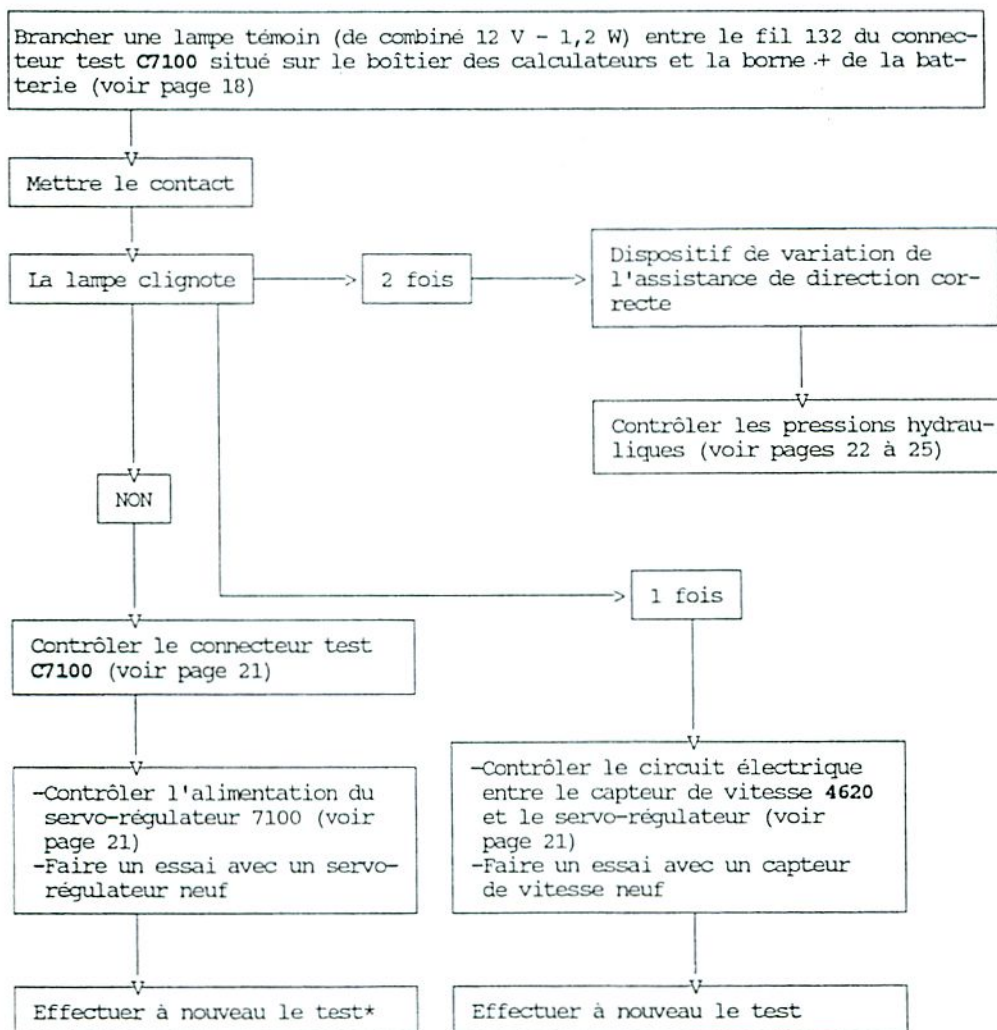 Brancher une lampe témoin (de combiné 12 V - 1,2 W) entre le fil 132 du connec-
teur test C7100 situé sur le boîtier des calculateurs et la borne + de la bat-
terie (voir page 18)
Mettre le contact
La lampe clignote
2 fois
Dispositif de variation de
l'assistance de direction cor-
recte
Contrôler les pressions hydrau-
liques (voir pages 22 à 25)
NON
1 fois
Contrôler le connecteur test
C7100 (voir page 21)
-Contrôler l'alimentation du
servo-régulateur 7100 (voir
page 21)
-Faire un essai avec un servo-
régulateur neuf
-Contrôler le circuit électrique
entre le capteur de vitesse 4620
et le servo-régulateur (voir
page 21)
-Faire un essai avec un capteur
de vitesse neuf
Effectuer à nouveau le test*
Effectuer à nouveau le test